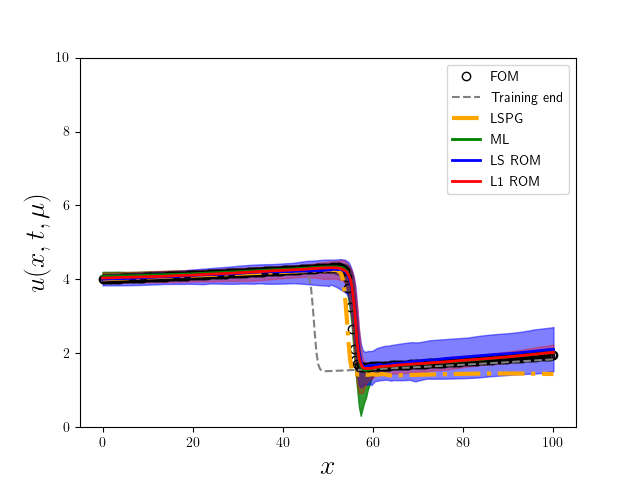 10
8
6
4
2
0
u(x, t, μ)
0 20 40 60 80 100
x
FOM
Training end
LSPG
ML
LS ROM
L1 ROM